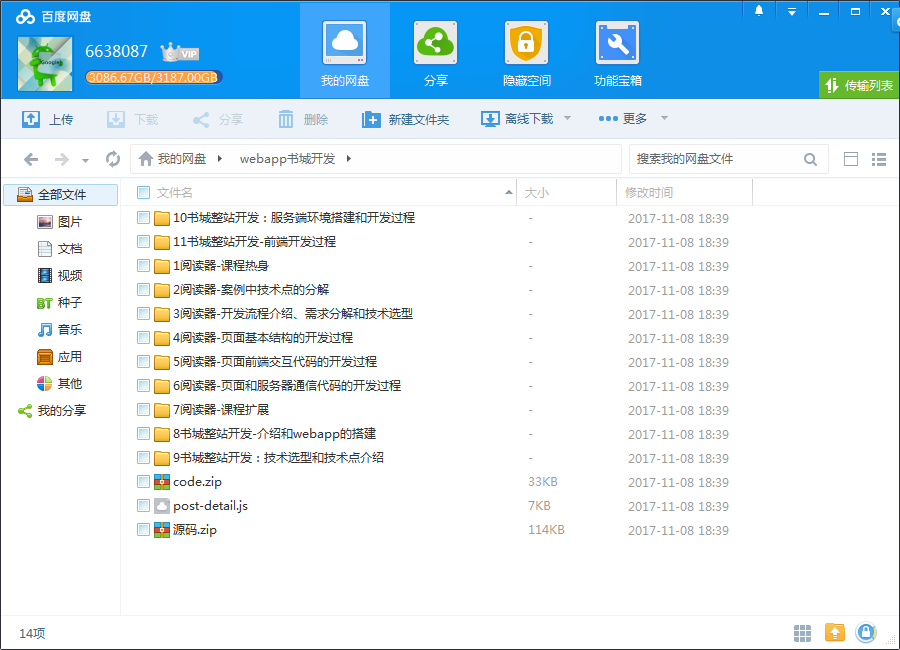 百度网盘
6638087 VIP
3086.67GB/3187.00GB
我的网盘 分享 隐藏空间 功能宝箱
传输列表
上传 下载 分享 删除 新建文件夹 离线下载 更多
我的网盘 webapp书城开发 搜索我的网盘文件
全部文件
图片
文档
视频
BT 种子
音乐
应用
其他
我的分享
文件名 大小 修改时间
10书城整站开发：服务端环境搭建和开发过程 - 2017-11-08 18:39
11书城整站开发-前端开发过程 - 2017-11-08 18:39
1阅读器-课程热身 - 2017-11-08 18:39
2阅读器-案例中技术点的分解 - 2017-11-08 18:39
3阅读器-开发流程介绍、需求分解和技术选型 - 2017-11-08 18:39
4阅读器-页面基本结构的开发过程 - 2017-11-08 18:39
5阅读器-页面前端交互代码的开发过程 - 2017-11-08 18:39
6阅读器-页面和服务器通信代码的开发过程 - 2017-11-08 18:39
7阅读器-课程扩展 - 2017-11-08 18:39
8书城整站开发-介绍和webapp的搭建 - 2017-11-08 18:39
9书城整站开发：技术选型和技术点介绍 - 2017-11-08 18:39
code.zip 33KB 2017-11-08 18:39
post-detail.js 7KB 2017-11-08 18:39
源码.zip 114KB 2017-11-08 18:39
14项